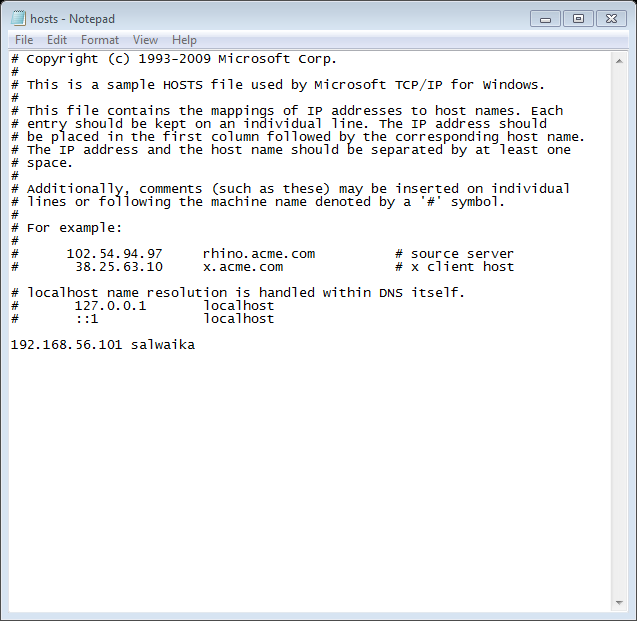 hosts - Notepad
File Edit Format View Help
# Copyright (c) 1993-2009 Microsoft Corp.
#
# This is a sample HOSTS file used by Microsoft TCP/IP for Windows.
#
# This file contains the mappings of IP addresses to host names. Each
# entry should be kept on an individual line. The IP address should
# be placed in the first column followed by the corresponding host name.
# The IP address and the host name should be separated by at least one
# space.
#
# Additionally, comments (such as these) may be inserted on individual
# lines or following the machine name denoted by a '#' symbol.
#
# For example:
#
#      102.54.94.97     rhino.acme.com          # source server
#       38.25.63.10     x.acme.com              # x client host
# localhost name resolution is handled within DNS itself.
#       127.0.0.1       localhost
#       ::1             localhost
192.168.56.101 salwaika